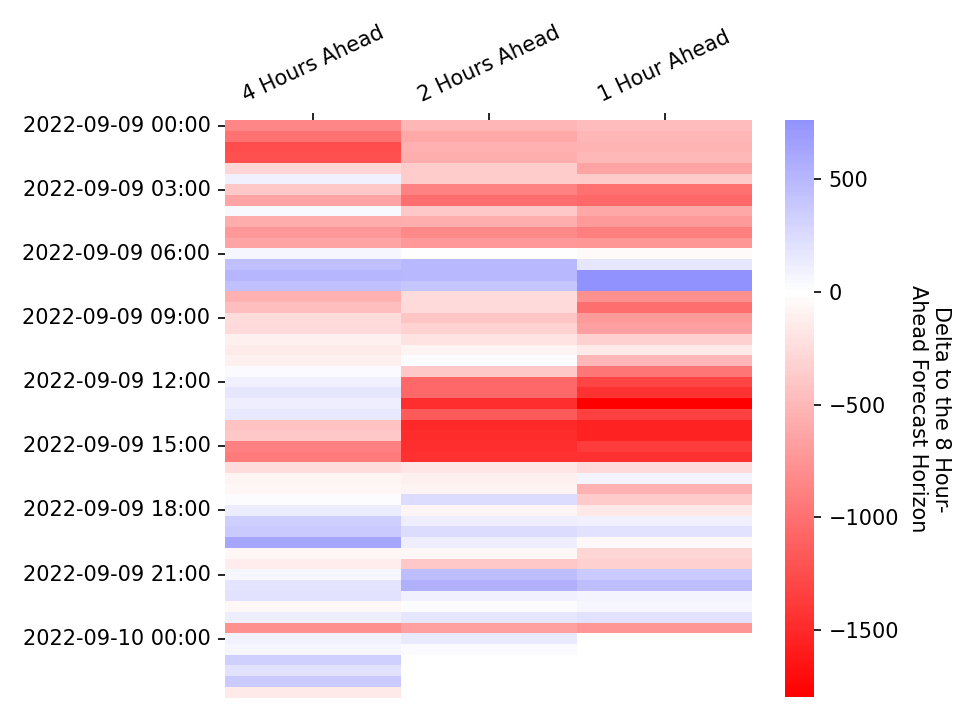 4 Hours Ahead
2 Hours Ahead
1 Hour Ahead
2022-09-09 00:00
2022-09-09 03:00
2022-09-09 06:00
2022-09-09 09:00
2022-09-09 12:00
2022-09-09 15:00
2022-09-09 18:00
2022-09-09 21:00
2022-09-10 00:00
500
0
−500
−1000
−1500
Delta to the 8 Hour-
Ahead Forecast Horizon